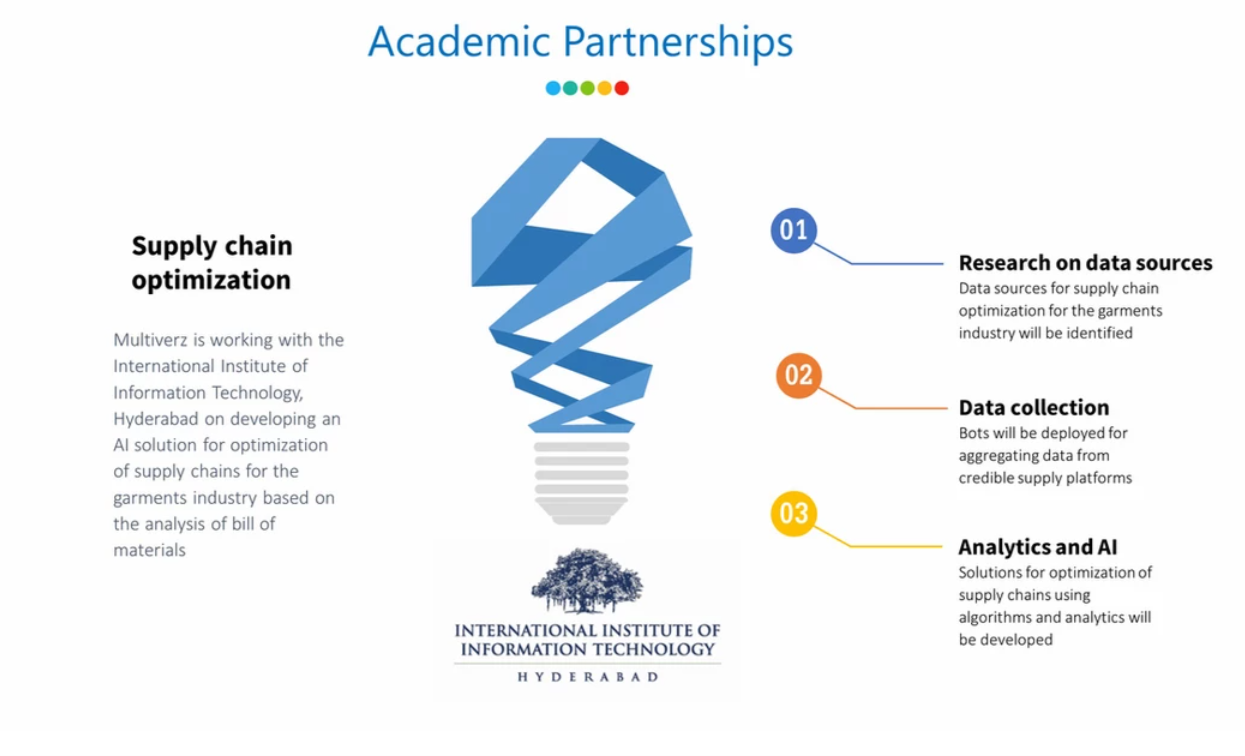 Academic Partnerships
Supply chain
optimization
Multiverz is working with the
International Institute of
Information Technology,
Hyderabad on developing an
AI solution for optimization
of supply chains for the
garments industry based on
the analysis of bill of
materials
01
Research on data sources
Data sources for supply chain
optimization for the garments
industry will be identified
02
Data collection
Bots will be deployed for
aggregating data from
credible supply platforms
03
Analytics and AI
Solutions for optimization of
supply chains using
algorithms and analytics will
be developed
INTERNATIONAL INSTITUTE OF
INFORMATION TECHNOLOGY
HYDERABAD